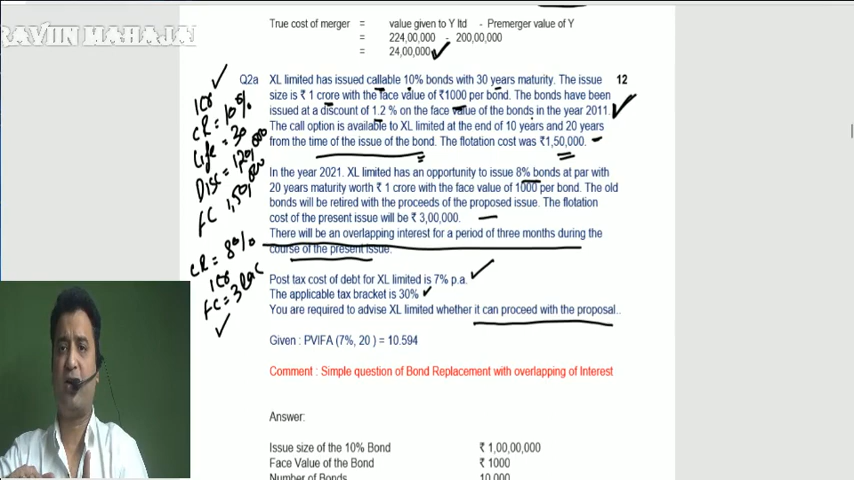 True cost of merger = value given to Y ltd - Premerger value of Y
= 224,00,000 - 200,00,000
= 24,00,000
RAVIIN MAHAJAN
Q2a XL limited has issued callable 10% bonds with 30 years maturity. The issue 12
size is ₹ 1 crore with the face value of ₹1000 per bond. The bonds have been
issued at a discount of 1.2 % on the face value of the bonds in the year 2011.
The call option is available to XL limited at the end of 10 years and 20 years
from the time of the issue of the bond. The flotation cost was ₹1,50,000.
In the year 2021. XL limited has an opportunity to issue 8% bonds at par with
20 years maturity worth ₹ 1 crore with the face value of 1000 per bond. The old
bonds will be retired with the proceeds of the proposed issue. The flotation
cost of the present issue will be ₹ 3,00,000.
There will be an overlapping interest for a period of three months during the
course of the present issue.
Post tax cost of debt for XL limited is 7% p.a.
The applicable tax bracket is 30%
You are required to advise XL limited whether it can proceed with the proposal..
Given : PVIFA (7%, 20 ) = 10.594
Comment : Simple question of Bond Replacement with overlapping of Interest
Answer:
Issue size of the 10% Bond ₹ 1,00,00,000
Face Value of the Bond ₹ 1000
Number of Bonds 10,000
1cr
CR = 10%
Life = 30
Disc = 120,000
FC 1,50,000
CR = 8%
1cr
FC = 3 lac